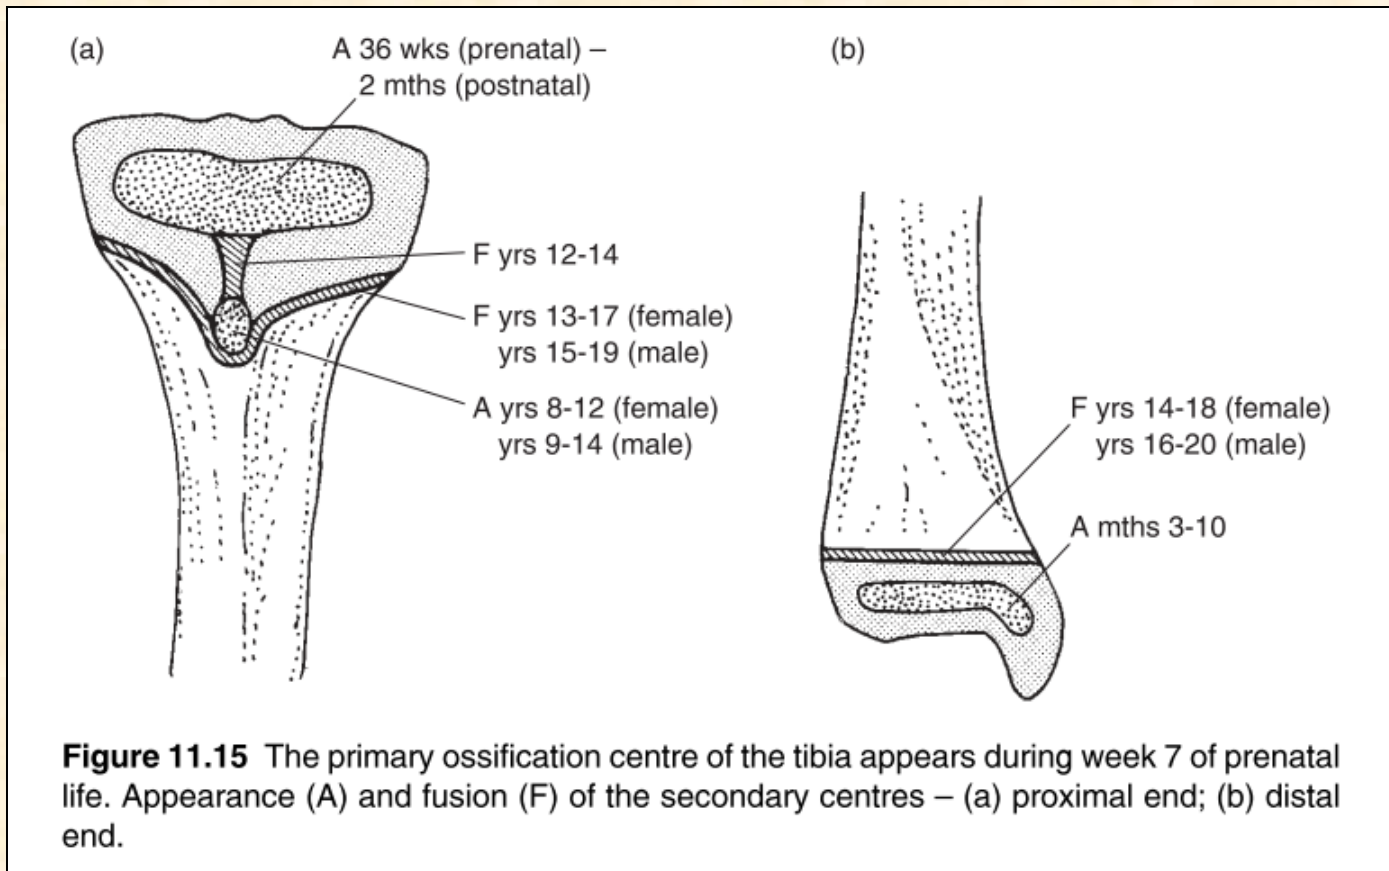 (a)
A 36 wks (prenatal) –
2 mths (postnatal)
F yrs 12-14
F yrs 13-17 (female)
yrs 15-19 (male)
A yrs 8-12 (female)
yrs 9-14 (male)
(b)
F yrs 14-18 (female)
yrs 16-20 (male)
A mths 3-10
Figure 11.15 The primary ossification centre of the tibia appears during week 7 of prenatal
life. Appearance (A) and fusion (F) of the secondary centres – (a) proximal end; (b) distal
end.